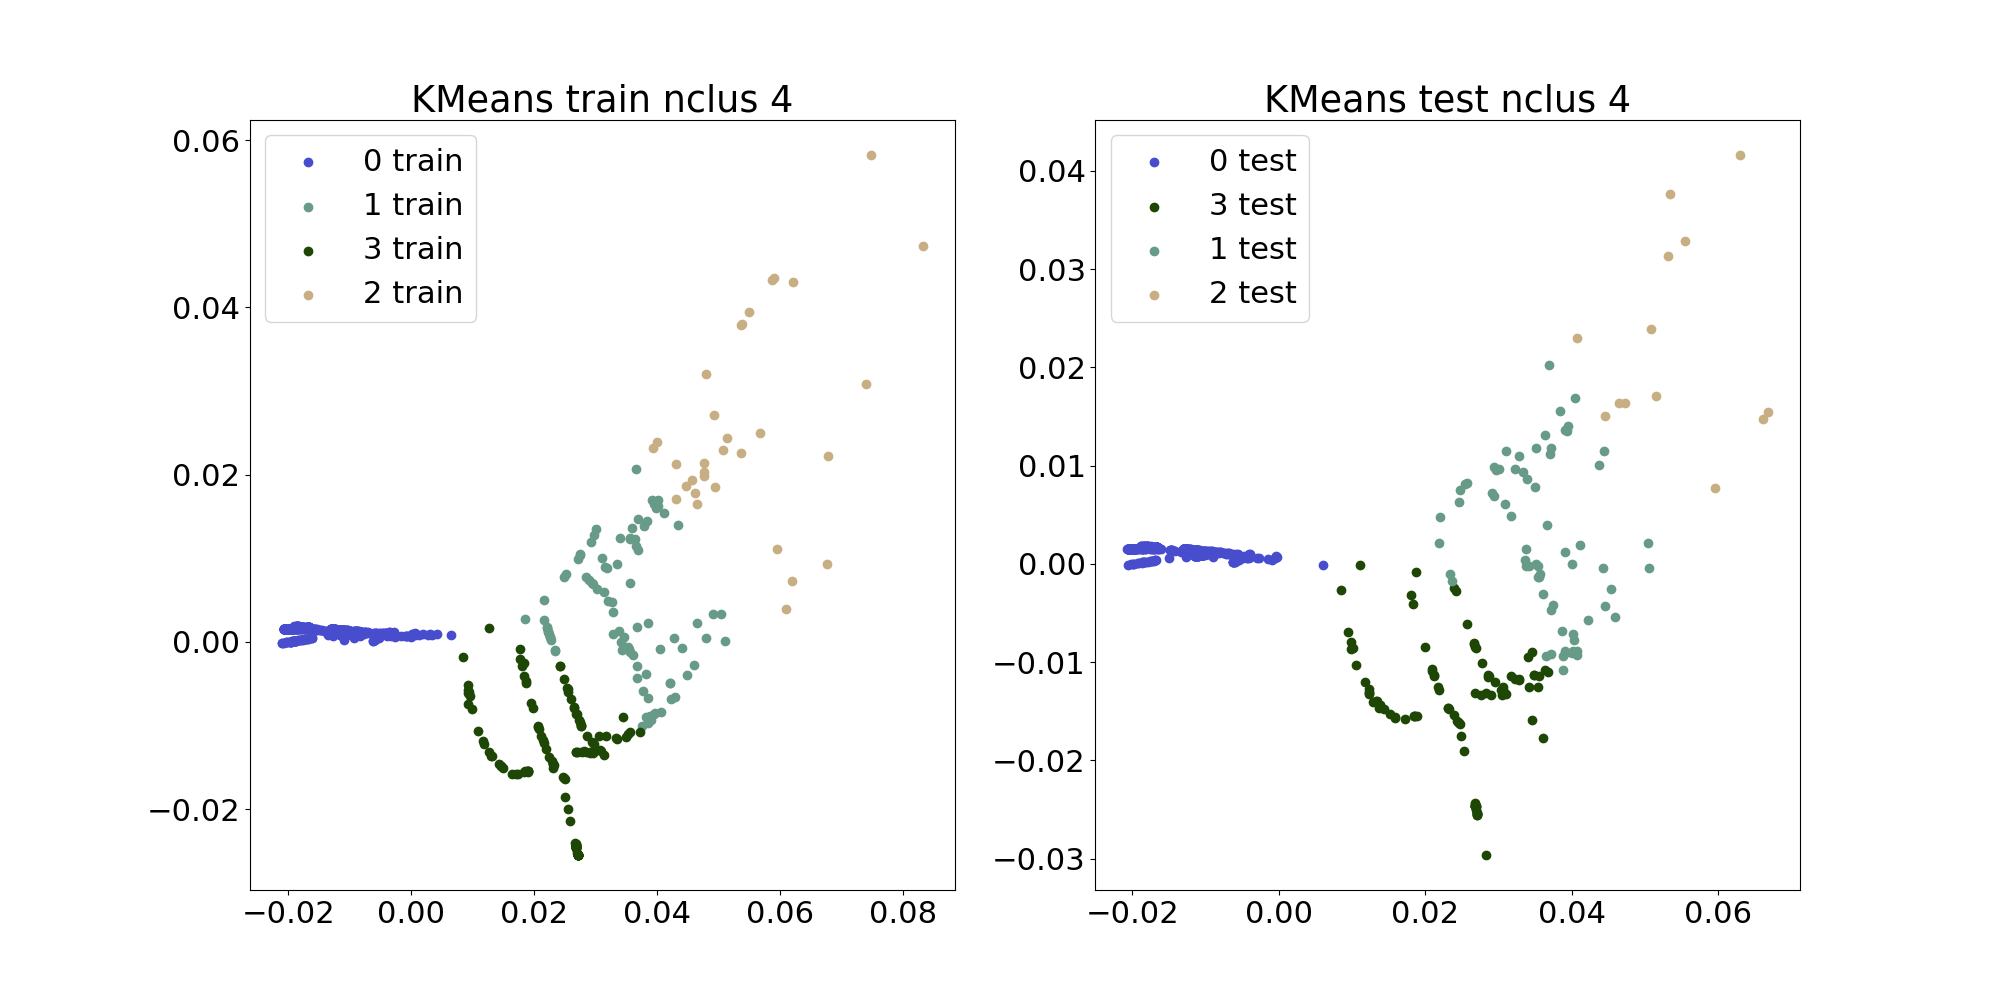 KMeans train nclus 4
0.06
0.04
0.02
0.00
−0.02
0 train
1 train
3 train
2 train
−0.02 0.00 0.02 0.04 0.06 0.08
KMeans test nclus 4
0.04
0.03
0.02
0.01
0.00
−0.01
−0.02
−0.03
0 test
3 test
1 test
2 test
−0.02 0.00 0.02 0.04 0.06